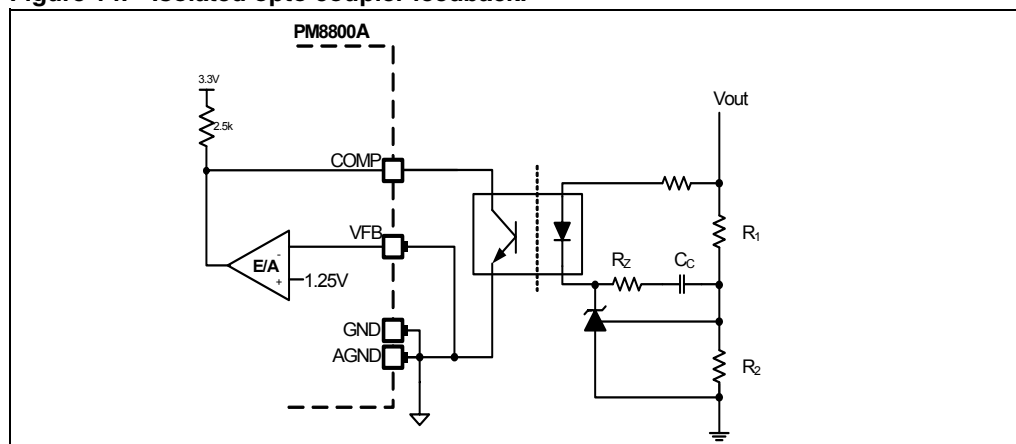 Figure 14. Isolated opto-coupler feedback.
PM8800A
3.3V
2.5k
Vout
COMP
VFB
R1
E/A
-
+
1.25V
RZ
CC
GND
AGND
R2